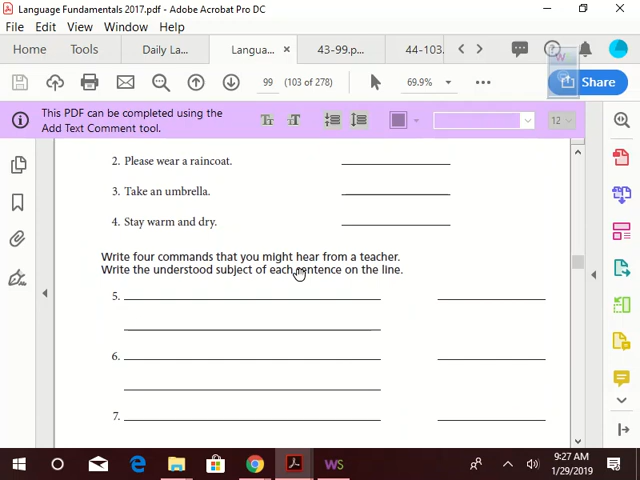 Language Fundamentals 2017.pdf - Adobe Acrobat Pro DC
File Edit View Window Help
Home Tools Daily La... Langua... × 43-99.p... 44-103.
99 (103 of 278) 69.9% Share
This PDF can be completed using the
Add Text Comment tool.
12
2. Please wear a raincoat.
3. Take an umbrella.
4. Stay warm and dry.
Write four commands that you might hear from a teacher.
Write the understood subject of each sentence on the line.
5.
6.
7.
WS
9:27 AM
1/29/2019